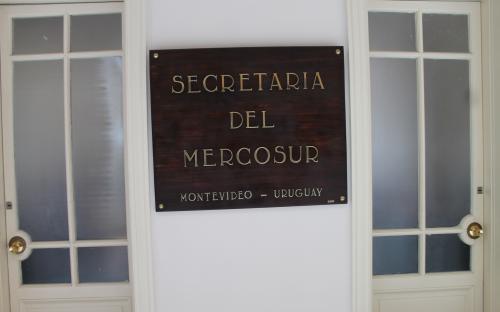 SECRETARIA
DEL
MERCOSUR
MONTEVIDEO – URUGUAY